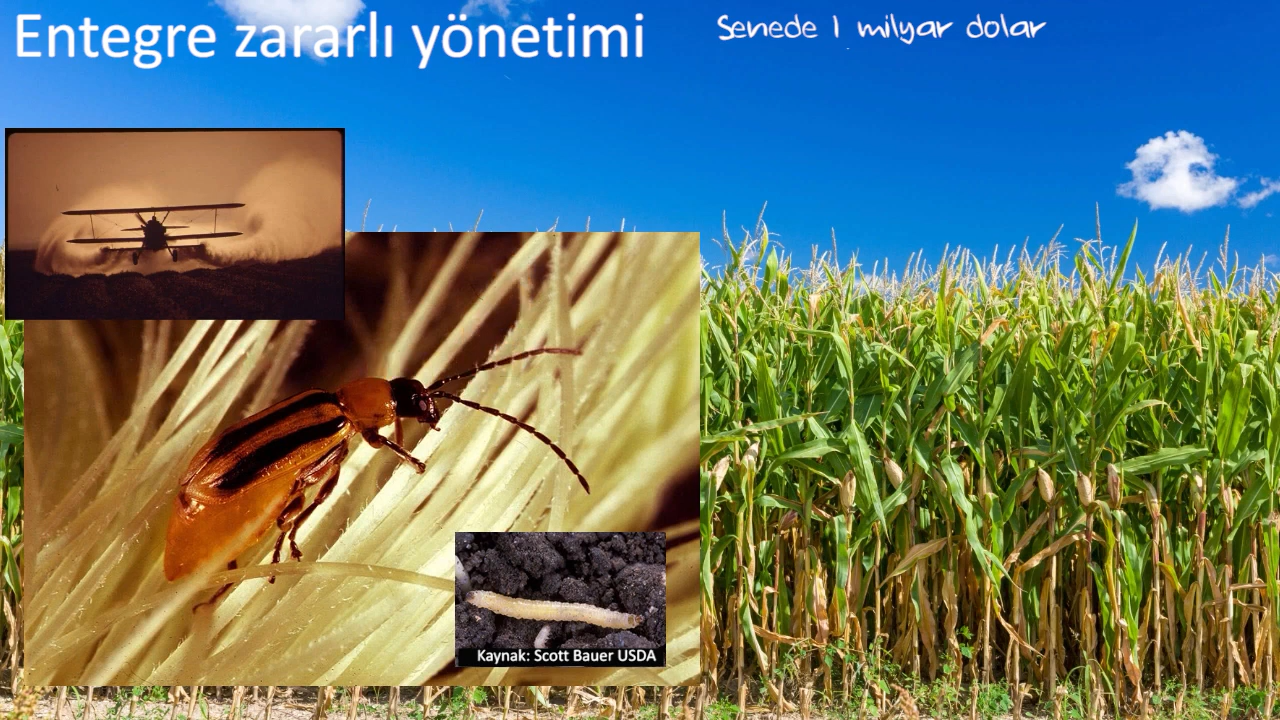 Entegre zararlı yönetimi
Senede 1 milyar dolar
Kaynak: Scott Bauer USDA